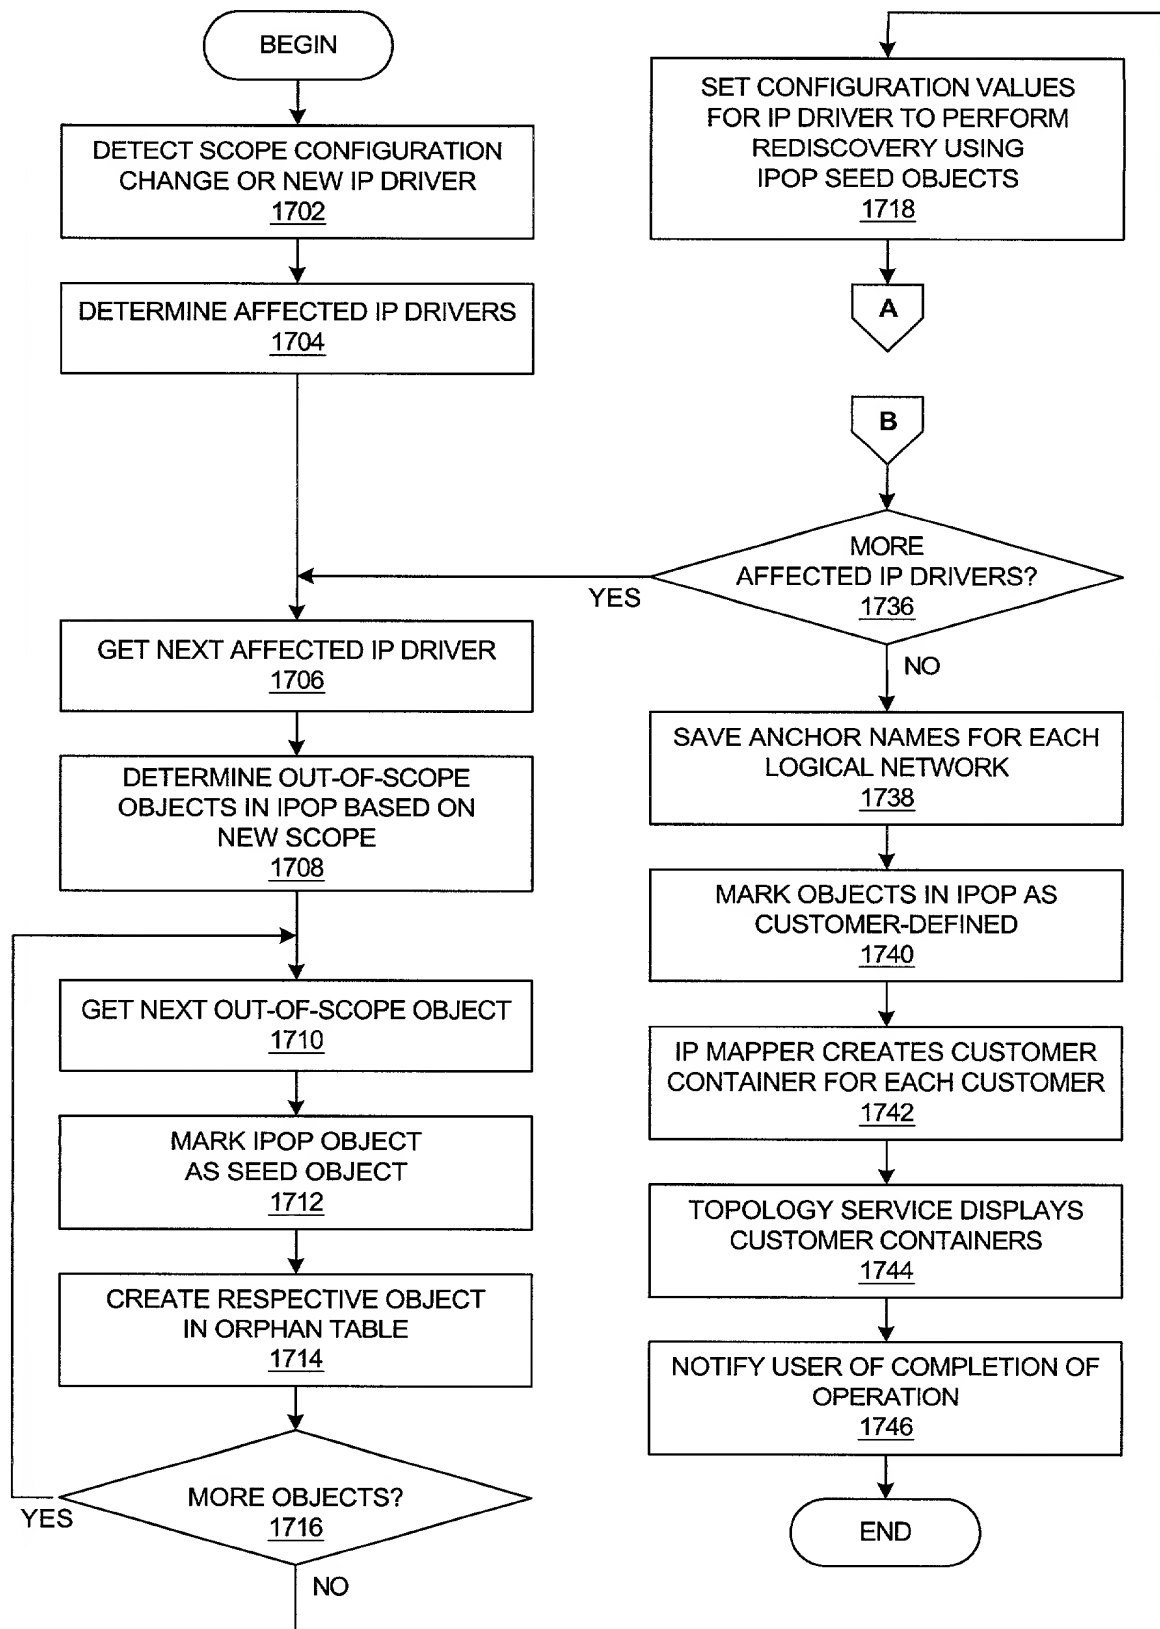 BEGIN
DETECT SCOPE CONFIGURATION
CHANGE OR NEW IP DRIVER
1702
DETERMINE AFFECTED IP DRIVERS
1704
GET NEXT AFFECTED IP DRIVER
1706
DETERMINE OUT-OF-SCOPE
OBJECTS IN IPOP BASED ON
NEW SCOPE
1708
GET NEXT OUT-OF-SCOPE OBJECT
1710
MARK IPOP OBJECT
AS SEED OBJECT
1712
CREATE RESPECTIVE OBJECT
IN ORPHAN TABLE
1714
MORE OBJECTS?
1716
YES
NO
SET CONFIGURATION VALUES
FOR IP DRIVER TO PERFORM
REDISCOVERY USING
IPOP SEED OBJECTS
1718
A
B
MORE
AFFECTED IP DRIVERS?
1736
YES
NO
SAVE ANCHOR NAMES FOR EACH
LOGICAL NETWORK
1738
MARK OBJECTS IN IPOP AS
CUSTOMER-DEFINED
1740
IP MAPPER CREATES CUSTOMER
CONTAINER FOR EACH CUSTOMER
1742
TOPOLOGY SERVICE DISPLAYS
CUSTOMER CONTAINERS
1744
NOTIFY USER OF COMPLETION OF
OPERATION
1746
END